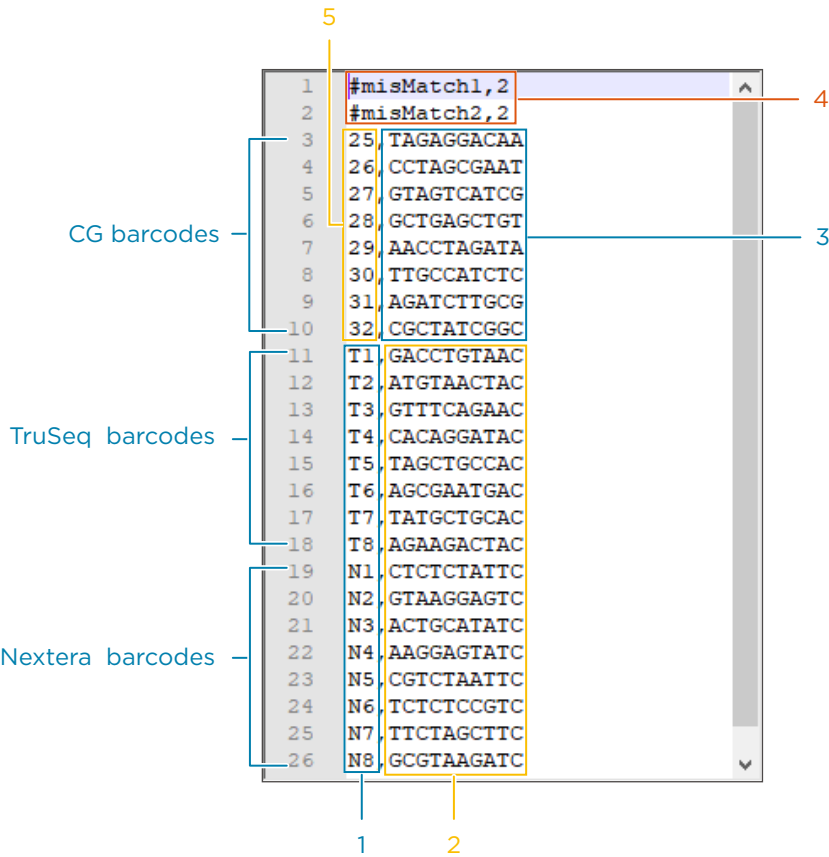 5
1 #misMatch1,2
4
2 #misMatch2,2
3 25,TAGAGGACAA
4 26,CCTAGCGAAT
5 27,GTAGTCATCG
6 28,GCTGAGCTGT
CG barcodes
3
7 29,AACCTAGATA
8 30,TTGCCATCTC
9 31,AGATCTTGCG
10 32,CGCTATCGGC
11 T1,GACCTGTAAC
12 T2,ATGTAACTAC
13 T3,GTTTCAGAAC
14 T4,CACAGGATAC
TruSeq barcodes
15 T5,TAGCTGCCAC
16 T6,AGCGAATGAC
17 T7,TATGCTGCAC
18 T8,AGAAGACTAC
19 N1,CTCTCTATTC
20 N2,GTAAGGAGTC
21 N3,ACTGCATATC
22 N4,AAGGAGTATC
Nextera barcodes
23 N5,CGTCTAATTC
24 N6,TCTCTCCGTC
25 N7,TTCTAGCTTC
26 N8,GCGTAAGATC
1
2